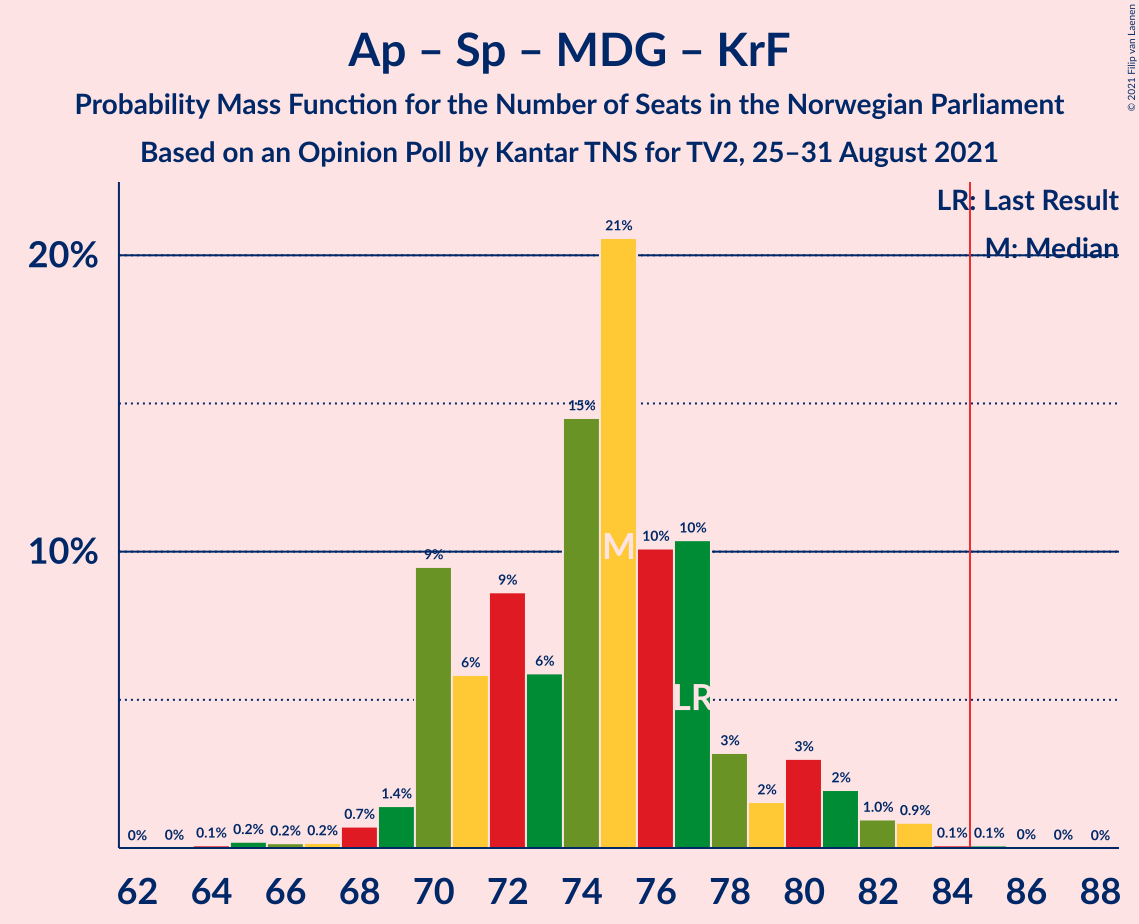 Ap – Sp – MDG – KrF
Probability Mass Function for the Number of Seats in the Norwegian Parliament
Based on an Opinion Poll by Kantar TNS for TV2, 25–31 August 2021
© 2021 Filip van Laenen
LR: Last Result
M: Median
20%
10%
0% 0% 0.1% 0.2% 0.2% 0.2% 0.7% 1.4% 9% 6% 9% 6% 15% 21% 10% 10% 3% 2% 3% 2% 1.0% 0.9% 0.1% 0.1% 0% 0% 0%
M
LR
62 64 66 68 70 72 74 76 78 80 82 84 86 88